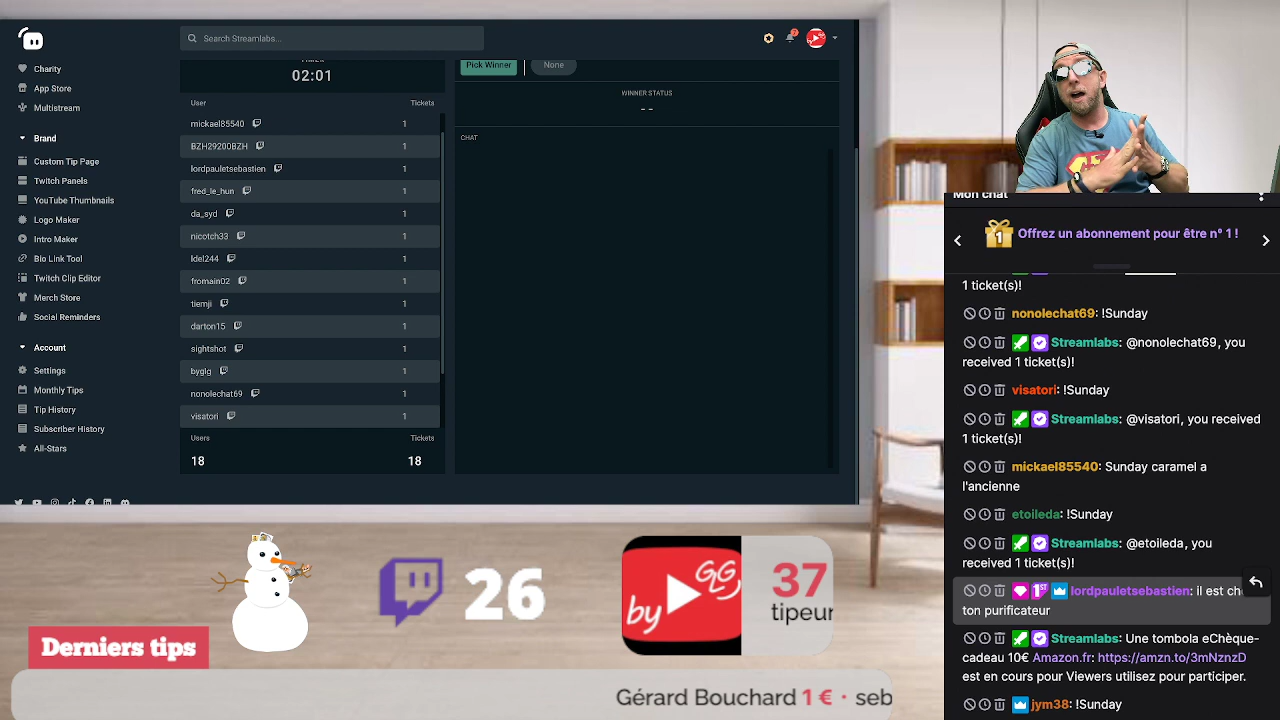 Search Streamlabs...
7
Charity
App Store
Multistream
Brand
Custom Tip Page
Twitch Panels
YouTube Thumbnails
Logo Maker
Intro Maker
Bio Link Tool
Twitch Clip Editor
Merch Store
Social Reminders
Account
Settings
Monthly Tips
Tip History
Subscriber History
All-Stars
02:01
User Tickets
mickael85540 1
BZH29200BZH 1
lordpauletsebastien 1
fred_le_hun 1
da_syd 1
nicotch33 1
ldel244 1
fromain02 1
tiemji 1
darton15 1
sightshot 1
byglg 1
nonolechat69 1
visatori 1
Users Tickets
18 18
Pick Winner None
WINNER STATUS
--
CHAT
Mon chat
1 Offrez un abonnement pour être n° 1 !
1 ticket(s)!
nonolechat69: !Sunday
Streamlabs: @nonolechat69, you
received 1 ticket(s)!
visatori: !Sunday
Streamlabs: @visatori, you received
1 ticket(s)!
mickael85540: Sunday caramel a
l'ancienne
etoileda: !Sunday
Streamlabs: @etoileda, you
received 1 ticket(s)!
1ST lordpauletsebastien: il est ch
ton purificateur
Streamlabs: Une tombola eChèque-
cadeau 10€ Amazon.fr: https://amzn.to/3mNznzD
est en cours pour Viewers utilisez pour participer.
jym38: !Sunday
26
by GLG
37
tipeur
Derniers tips
Gérard Bouchard 1 € · seb